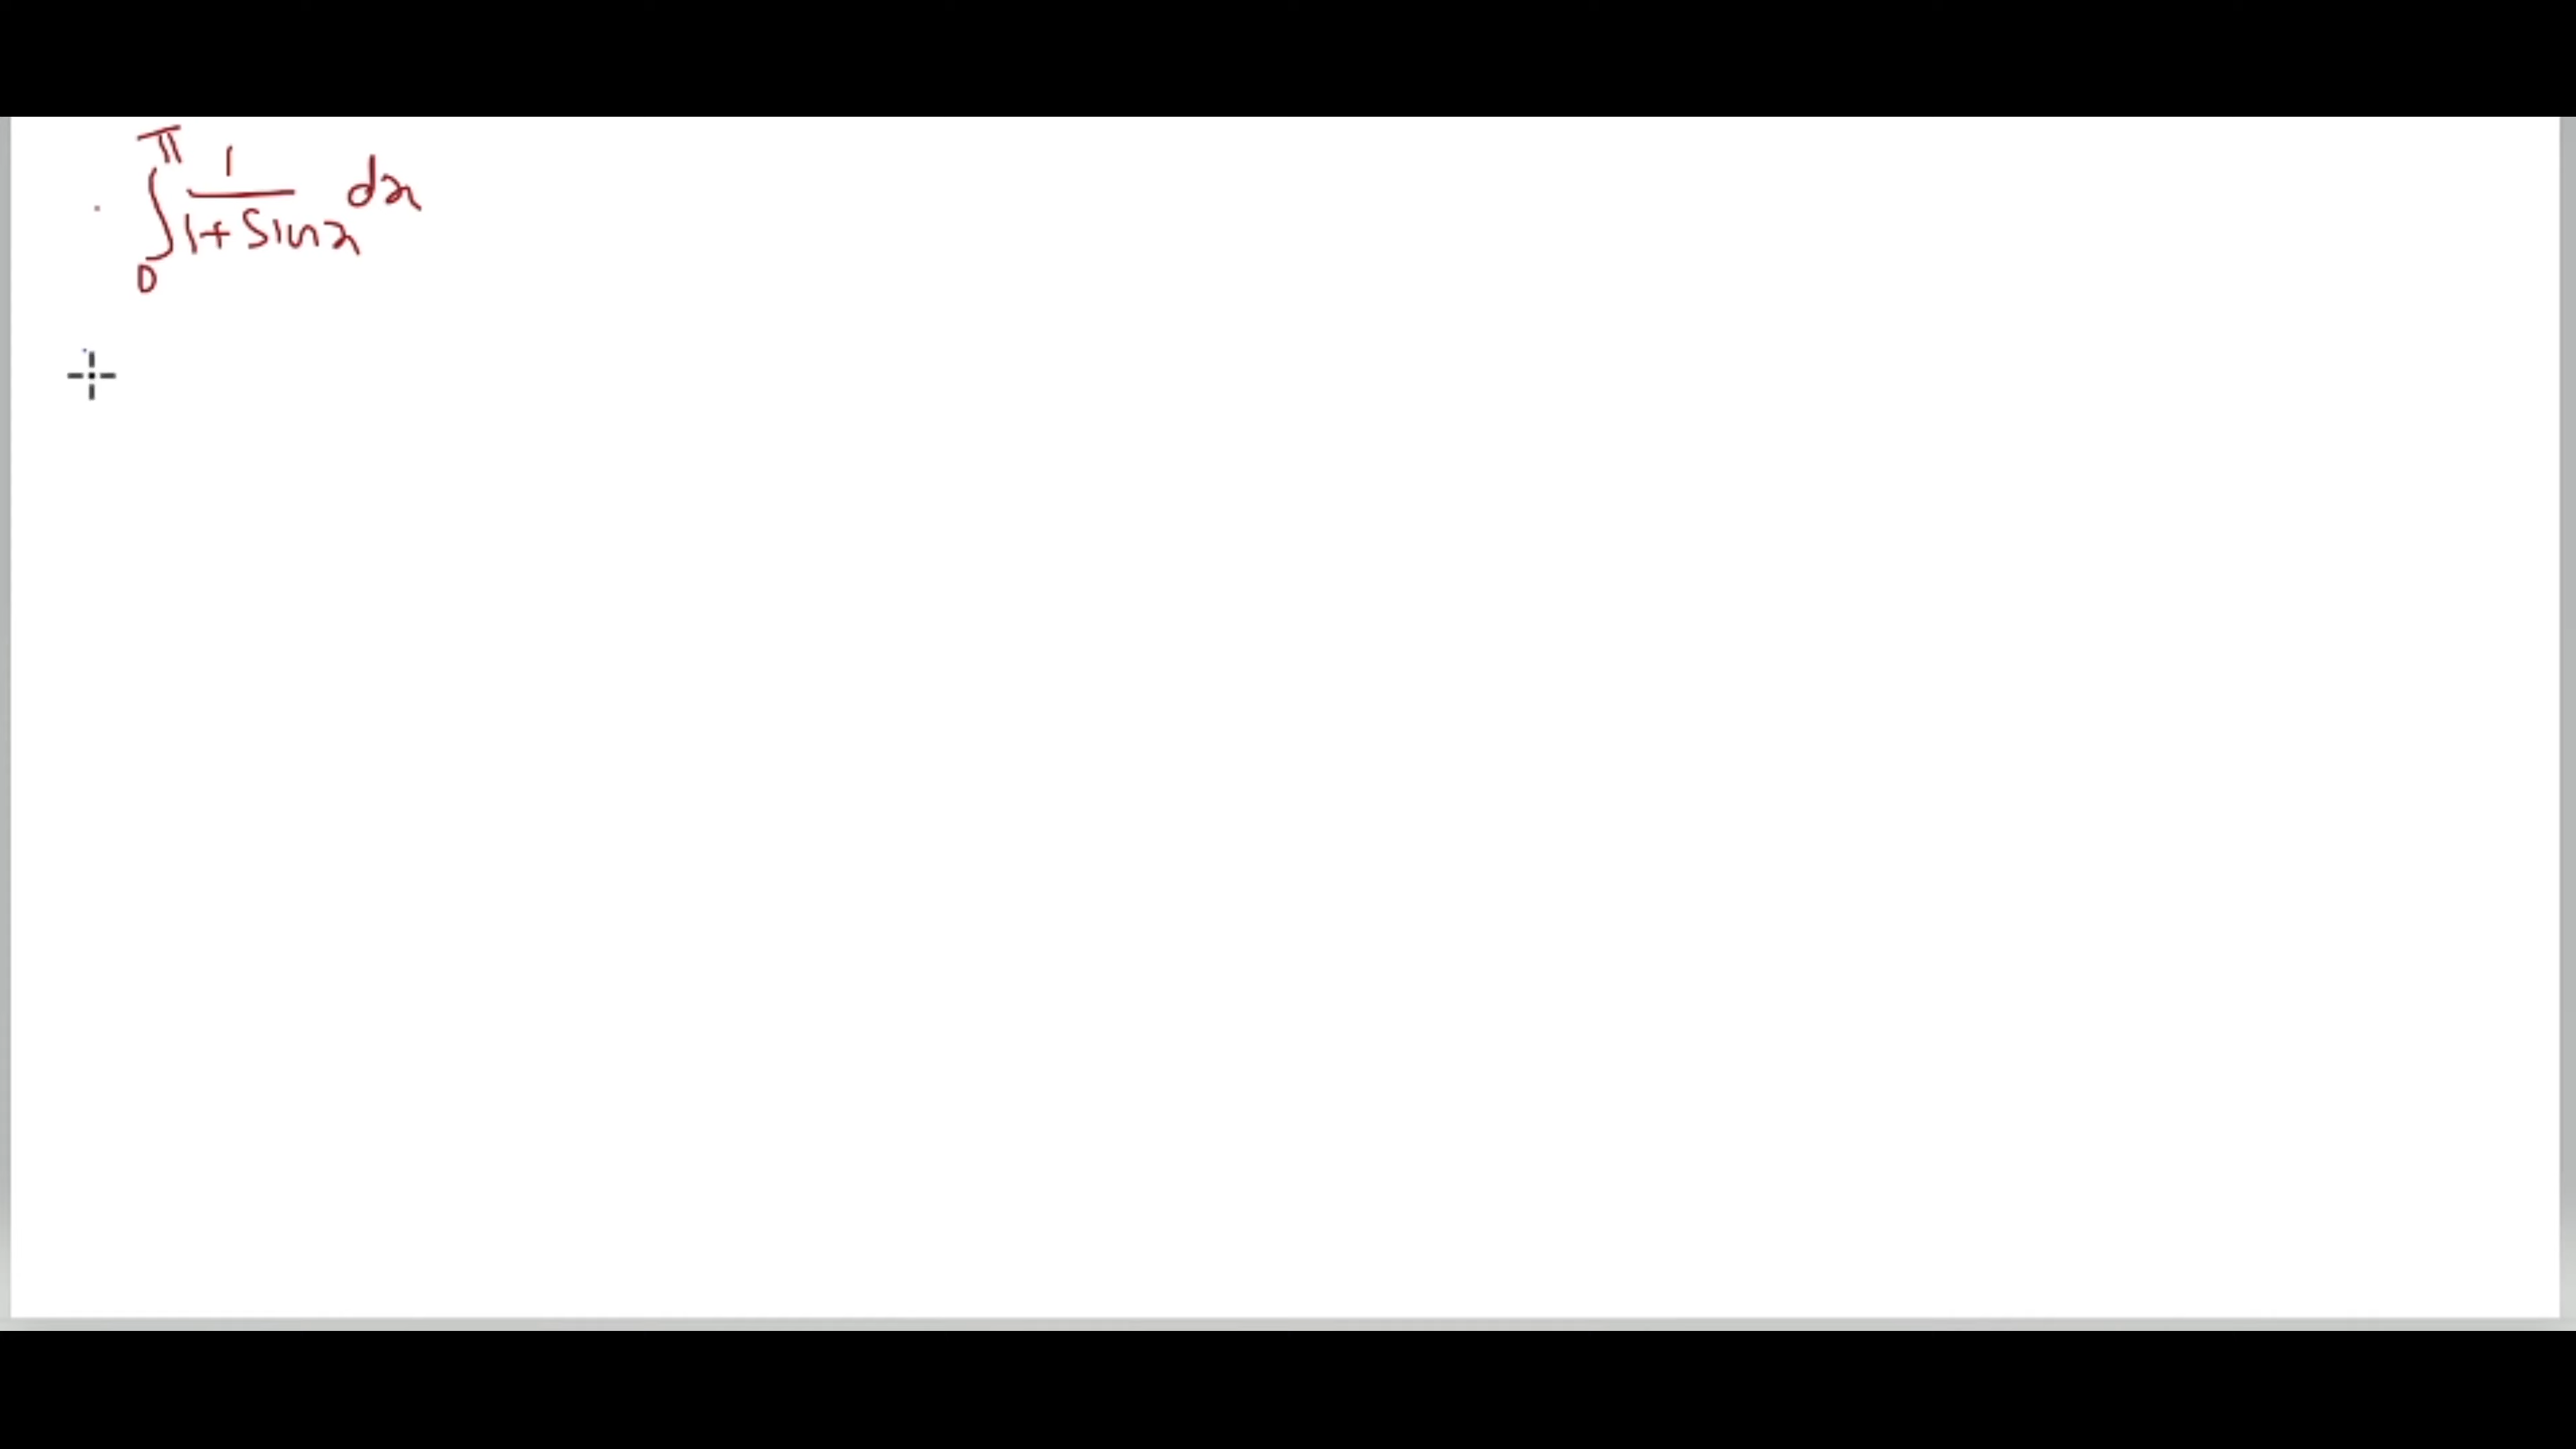 ∫₀^π 1/(1+Sinx) dx